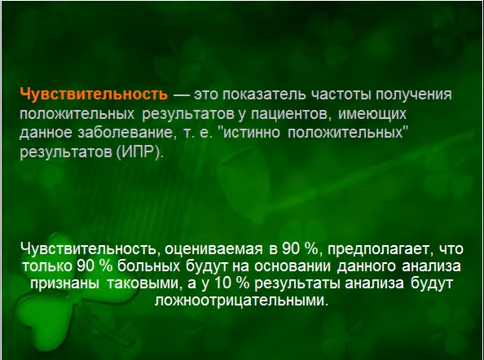 Чувствительность — это показатель частоты получения
положительных результатов у пациентов, имеющих
данное заболевание, т. е. "истинно положительных"
результатов (ИПР).
Чувствительность, оцениваемая в 90 %, предполагает, что
только 90 % больных будут на основании данного анализа
признаны таковыми, а у 10 % результаты анализа будут
ложноотрицательными.